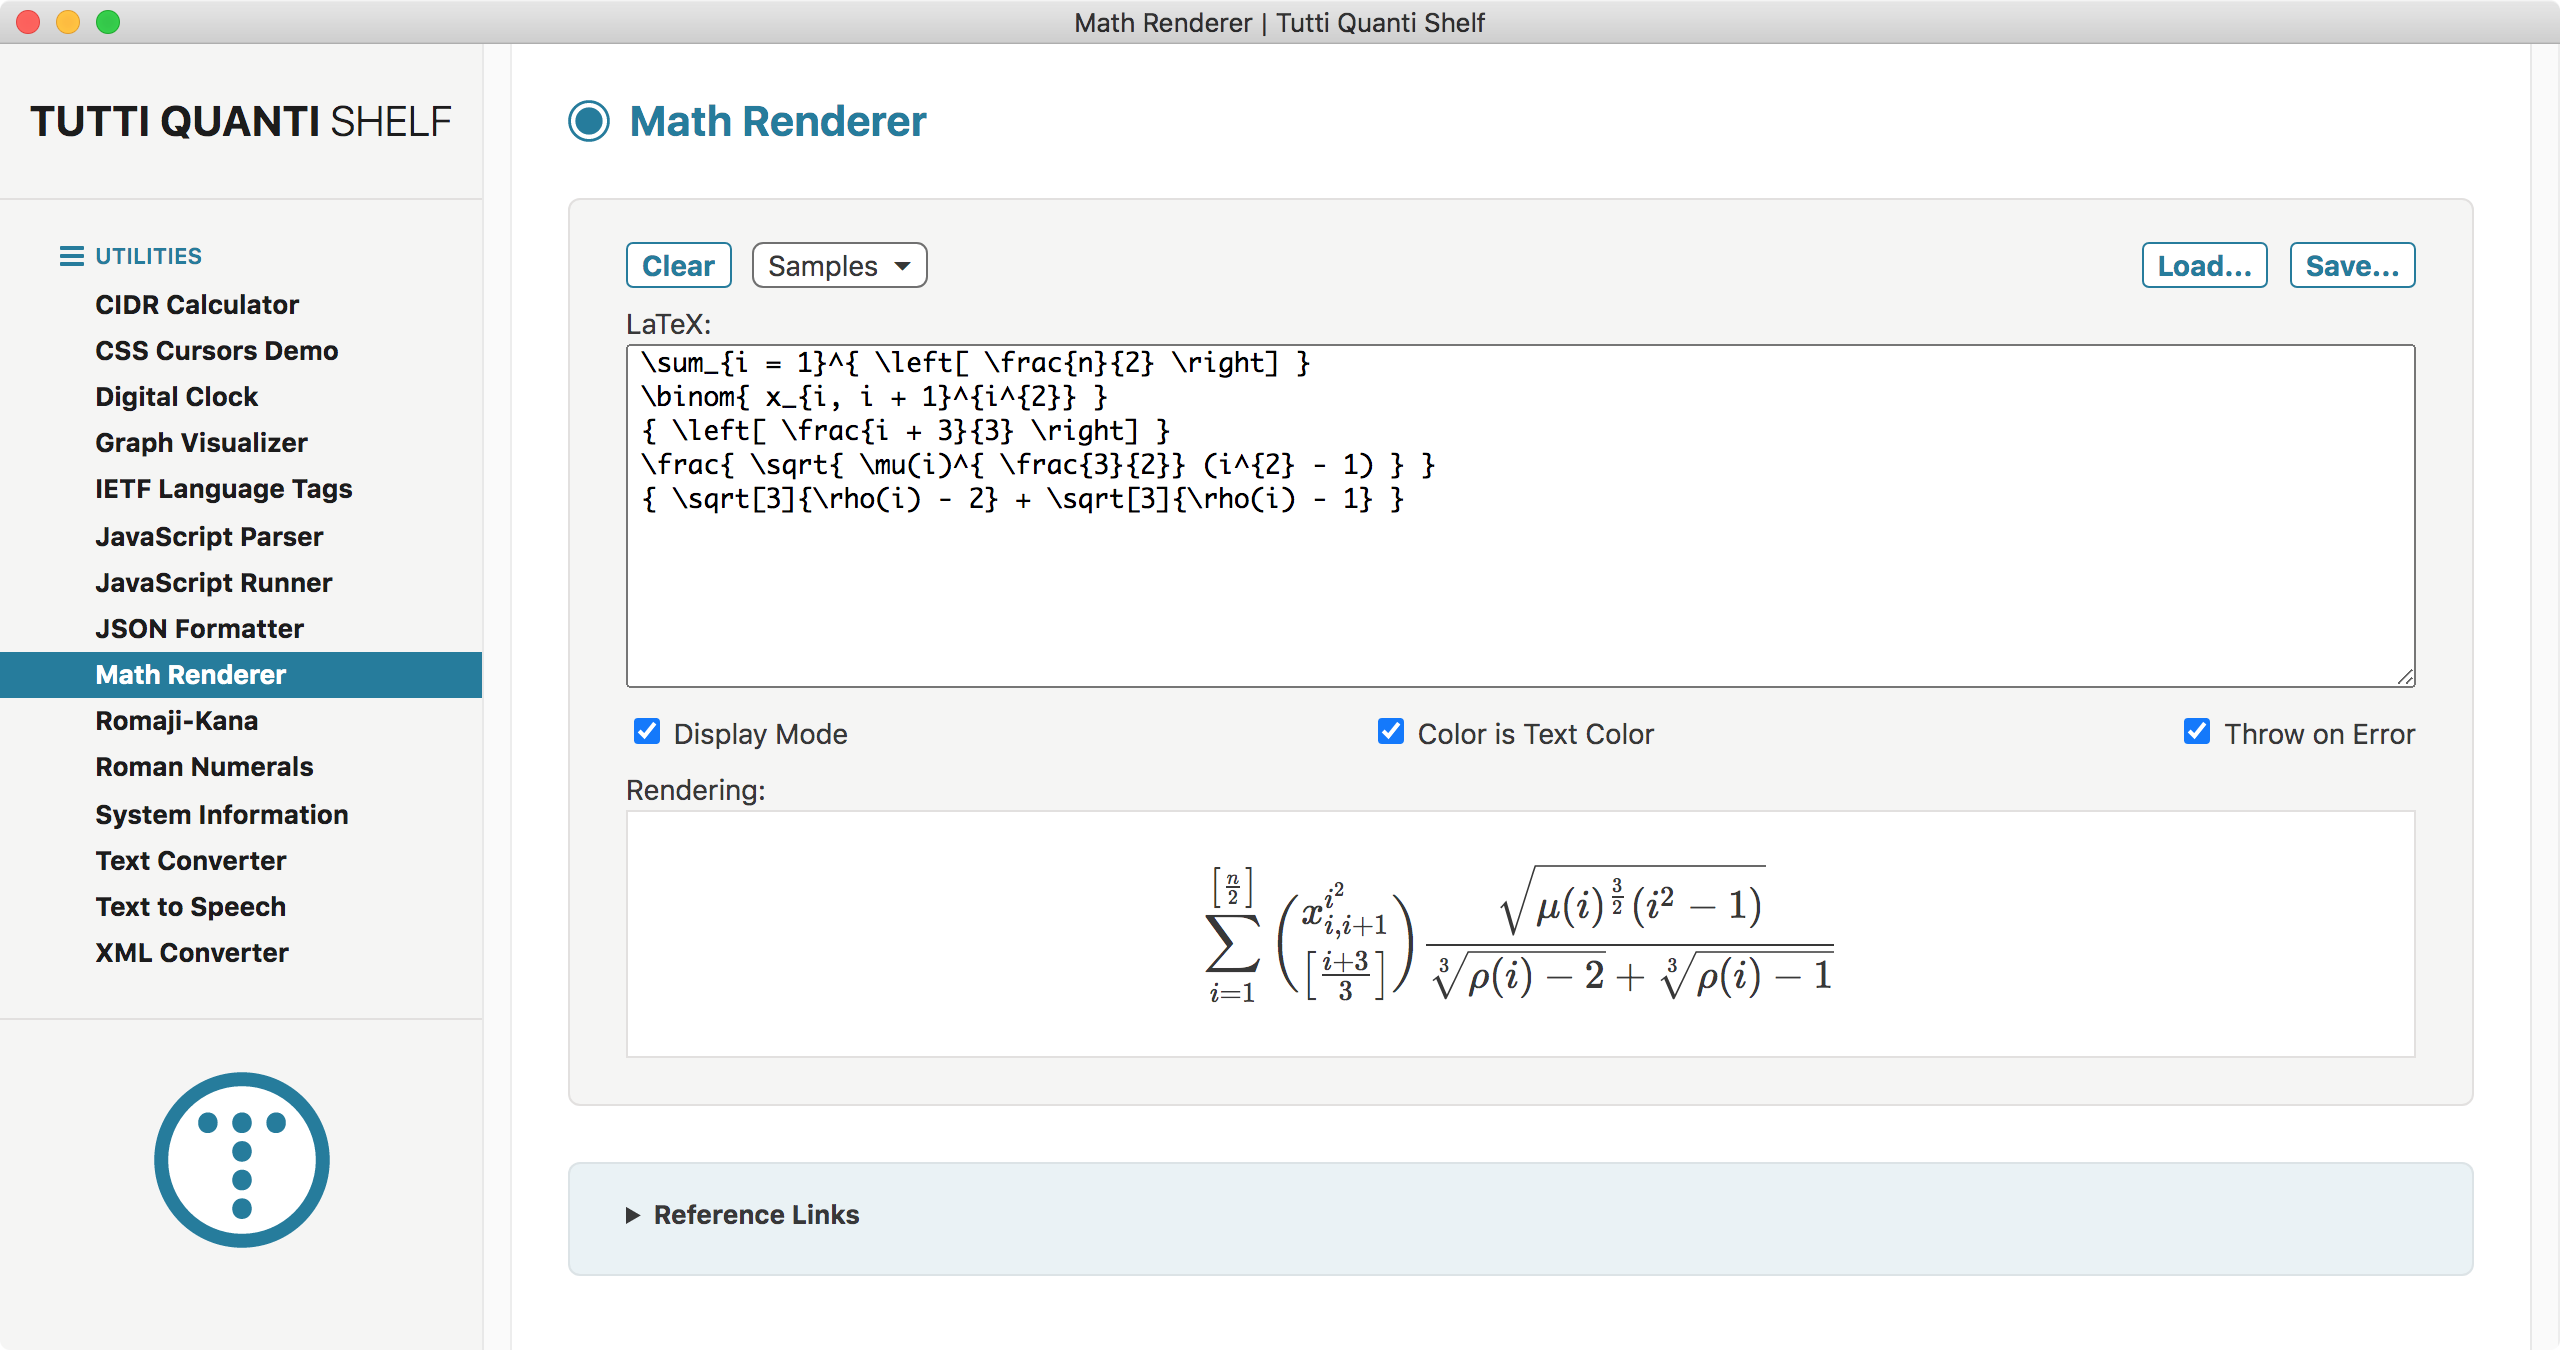 Math Renderer | Tutti Quanti Shelf
TUTTI QUANTI SHELF
UTILITIES
CIDR Calculator
CSS Cursors Demo
Digital Clock
Graph Visualizer
IETF Language Tags
JavaScript Parser
JavaScript Runner
JSON Formatter
Math Renderer
Romaji-Kana
Roman Numerals
System Information
Text Converter
Text to Speech
XML Converter
Math Renderer
Clear Samples Load... Save...
LaTeX:
\sum_{i = 1}^{ \left[ \frac{n}{2} \right] }
\binom{ x_{i, i + 1}^{i^{2}} }
{ \left[ \frac{i + 3}{3} \right] }
\frac{ \sqrt{ \mu(i)^{ \frac{3}{2}} (i^{2} - 1) } }
{ \sqrt[3]{\rho(i) - 2} + \sqrt[3]{\rho(i) - 1} }
Display Mode Color is Text Color Throw on Error
Rendering:
\sum_{i=1}^{\left[\frac{n}{2}\right]} \binom{x_{i,i+1}^{i^2}}{\left[\frac{i+3}{3}\right]} \frac{\sqrt{\mu(i)^{\frac{3}{2}}(i^2-1)}}{\sqrt[3]{\rho(i)-2}+\sqrt[3]{\rho(i)-1}}
Reference Links